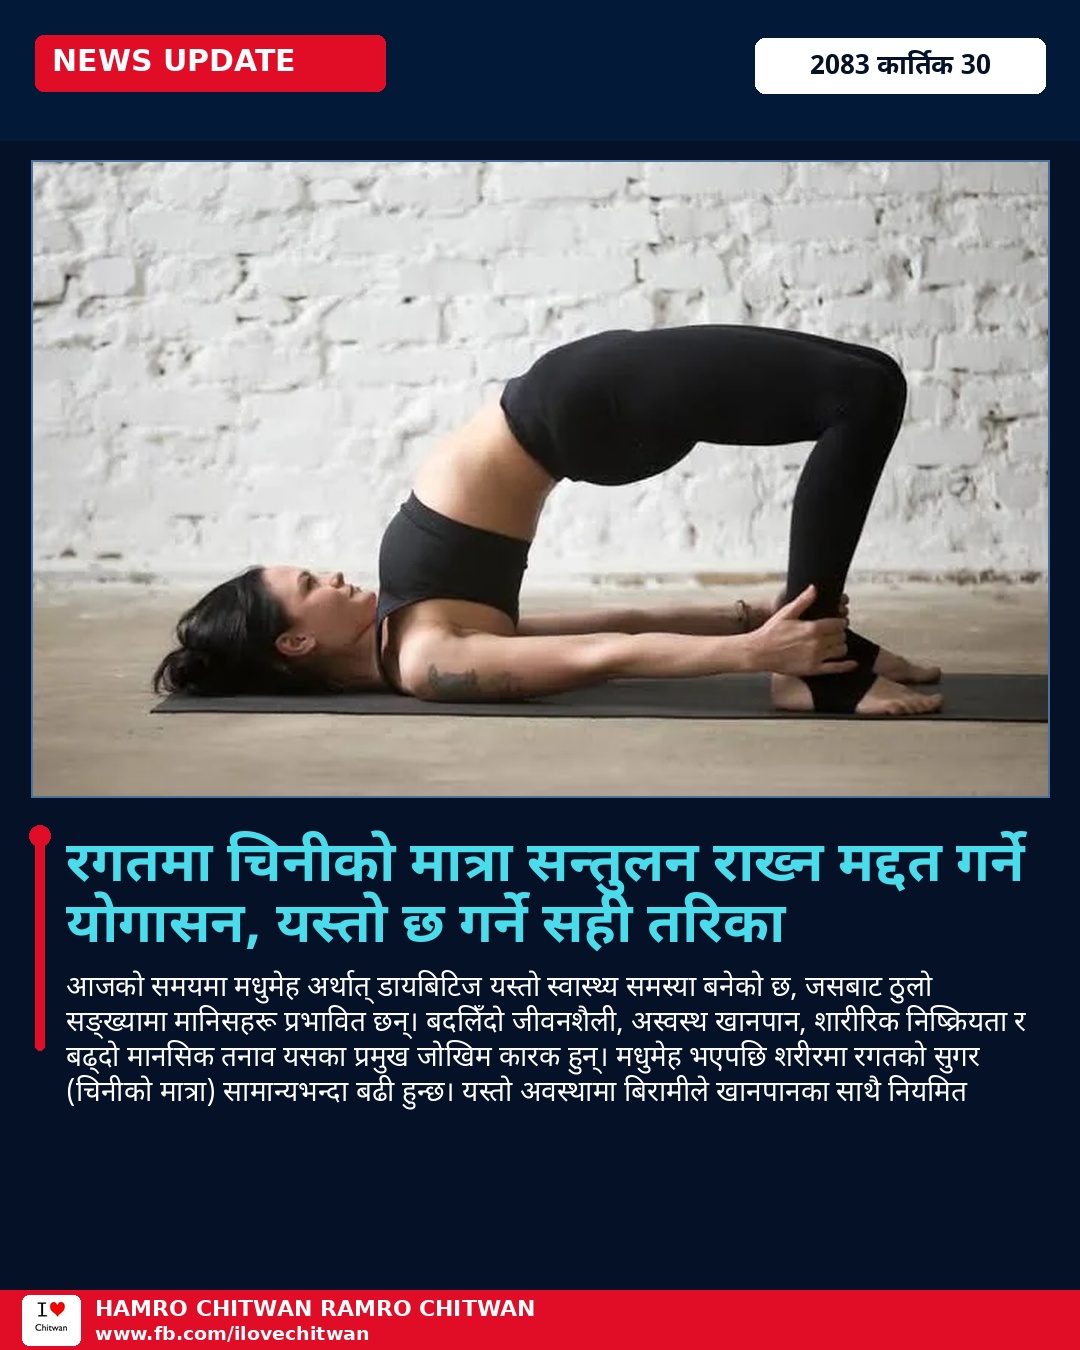 NEWS UPDATE
2083 कार्तिक 30
रगतमा चिनीको मात्रा सन्तुलन राख्न मद्दत गर्ने
योगासन, यस्तो छ गर्ने सही तरिका
आजको समयमा मधुमेह अर्थात् डायबिटिज यस्तो स्वास्थ्य समस्या बनेको छ, जसबाट ठुलो
सङ्ख्यामा मानिसहरू प्रभावित छन्। बदलिँदो जीवनशैली, अस्वस्थ खानपान, शारीरिक निष्क्रियता र
बढ्दो मानसिक तनाव यसका प्रमुख जोखिम कारक हुन्। मधुमेह भएपछि शरीरमा रगतको सुगर
(चिनीको मात्रा) सामान्यभन्दा बढी हुन्छ। यस्तो अवस्थामा बिरामीले खानपानका साथै नियमित
I❤
Chitwan
HAMRO CHITWAN RAMRO CHITWAN
www.fb.com/ilovechitwan